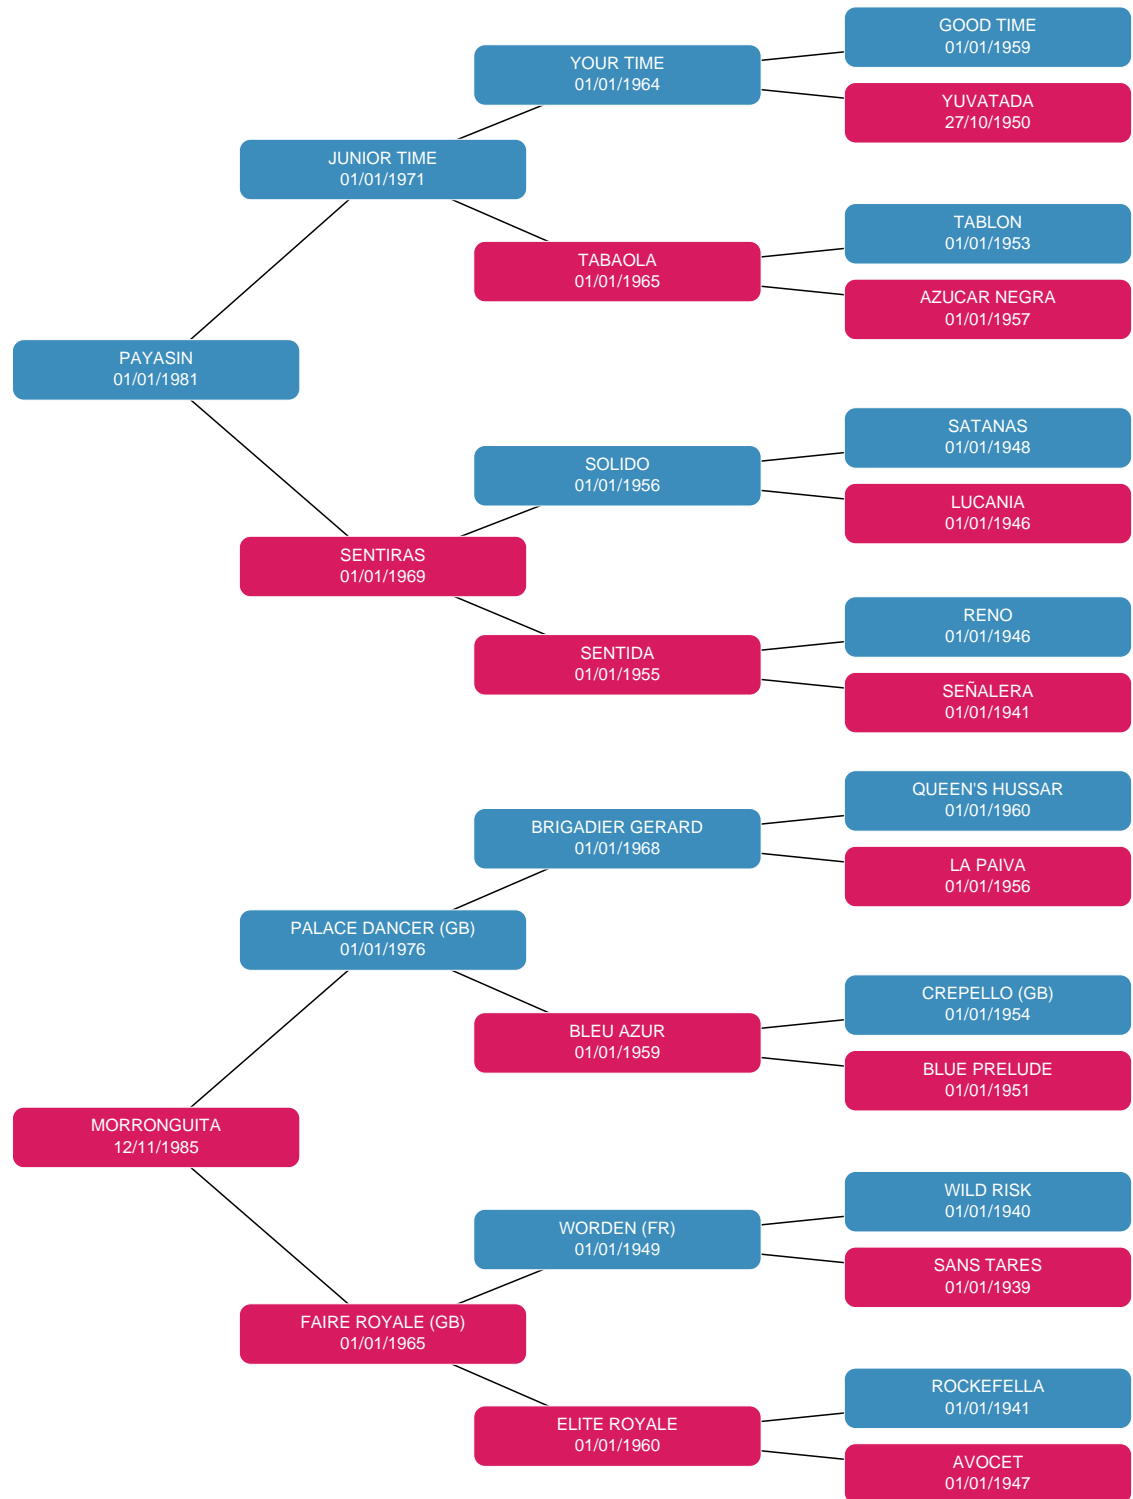 GOOD TIME
01/01/1959
YOUR TIME
01/01/1964
YUVATADA
27/10/1950
JUNIOR TIME
01/01/1971
TABLON
01/01/1953
TABAOLA
01/01/1965
AZUCAR NEGRA
01/01/1957
PAYASIN
01/01/1981
SATANAS
01/01/1948
SOLIDO
01/01/1956
LUCANIA
01/01/1946
SENTIRAS
01/01/1969
RENO
01/01/1946
SENTIDA
01/01/1955
SEÑALERA
01/01/1941
QUEEN'S HUSSAR
01/01/1960
BRIGADIER GERARD
01/01/1968
LA PAIVA
01/01/1956
PALACE DANCER (GB)
01/01/1976
CREPELLO (GB)
01/01/1954
BLEU AZUR
01/01/1959
BLUE PRELUDE
01/01/1951
MORRONGUITA
12/11/1985
WILD RISK
01/01/1940
WORDEN (FR)
01/01/1949
SANS TARES
01/01/1939
FAIRE ROYALE (GB)
01/01/1965
ROCKEFELLA
01/01/1941
ELITE ROYALE
01/01/1960
AVOCET
01/01/1947